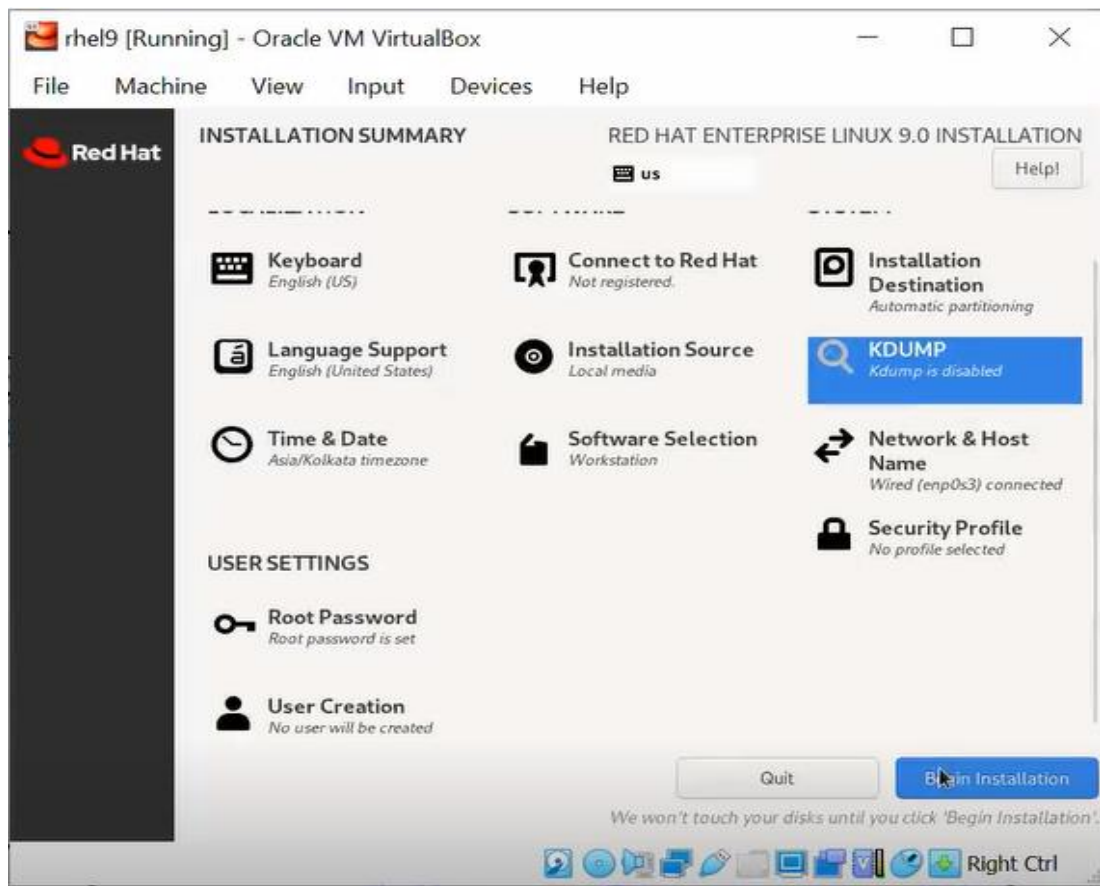 rhel9 [Running] - Oracle VM VirtualBox
File Machine View Input Devices Help
Red Hat
INSTALLATION SUMMARY
RED HAT ENTERPRISE LINUX 9.0 INSTALLATION
us
Help!
Keyboard
English (US)
Language Support
English (United States)
Time & Date
Asia/Kolkata timezone
Connect to Red Hat
Not registered.
Installation Source
Local media
Software Selection
Workstation
Installation
Destination
Automatic partitioning
KDUMP
Kdump is disabled
Network & Host
Name
Wired (enp0s3) connected
Security Profile
No profile selected
USER SETTINGS
Root Password
Root password is set
User Creation
No user will be created
Quit
Begin Installation
We won't touch your disks until you click 'Begin Installation'.
Right Ctrl